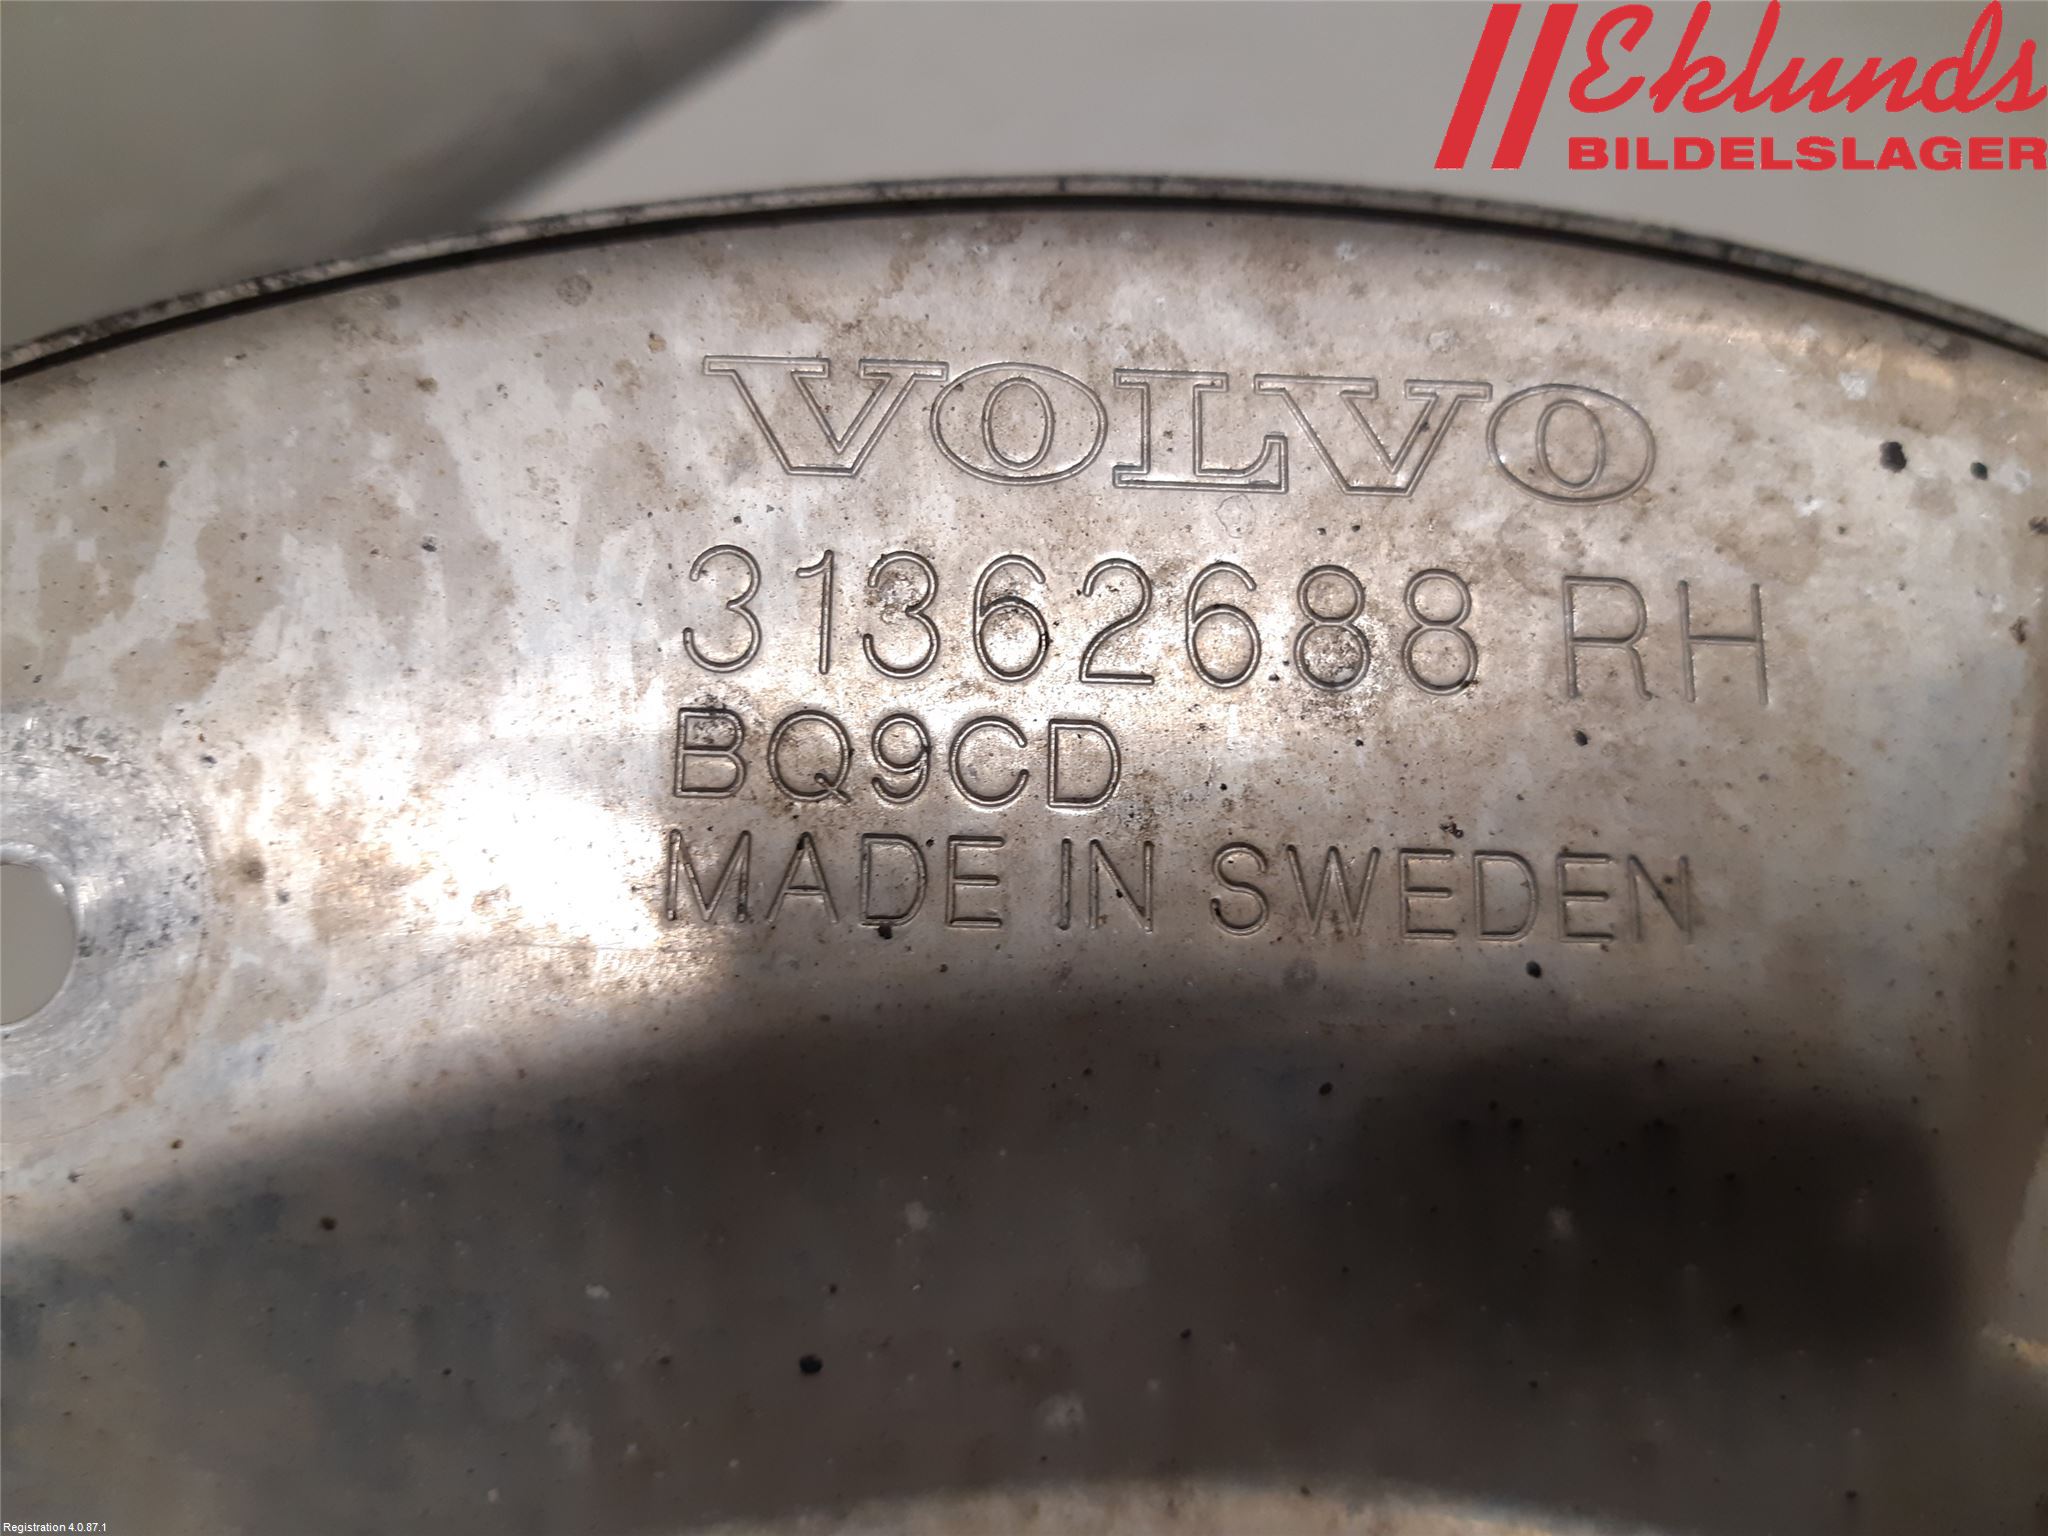 Eklunds
BILDELSLAGER
VOLVO
31362688 RH
BQ9CD
MADE IN SWEDEN
Registration 4.0.87.1